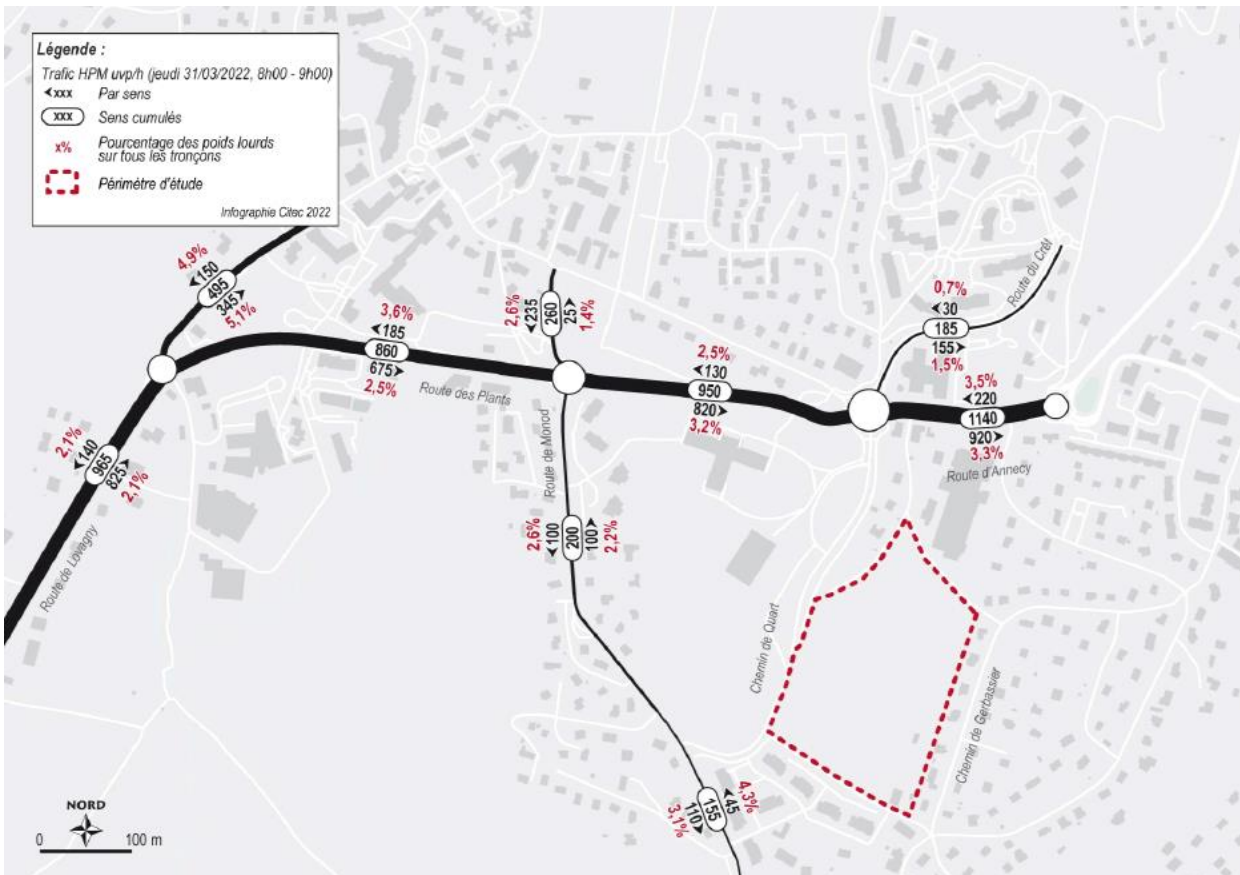 Légende :
Trafic HPM uvp/h (jeudi 31/03/2022, 8h00 - 9h00)
◄xxx Par sens
xxx Sens cumulés
x% Pourcentage des poids lourds
sur tous les tronçons
Périmètre d'étude
Infographie Citec 2022
4,9%
◄150
495
345►
5,1%
3,6%
◄185
860
675►
2,5%
Route des Plants
2,6%
◄235
260
25►
1,4%
2,5%
◄130
950
820►
3,2%
0,7%
◄30
185
155►
1,5%
Route du Crêt
3,5%
◄220
1140
920►
3,3%
Route d'Annecy
2,1%
◄140
965
825►
2,1%
Route de Lovagny
Route de Monod
2,6%
◄100
200
100►
2,2%
Chemin de Quart
Chemin de Gerbassier
4,3%
◄45
155
110►
3,1%
NORD
0 100 m